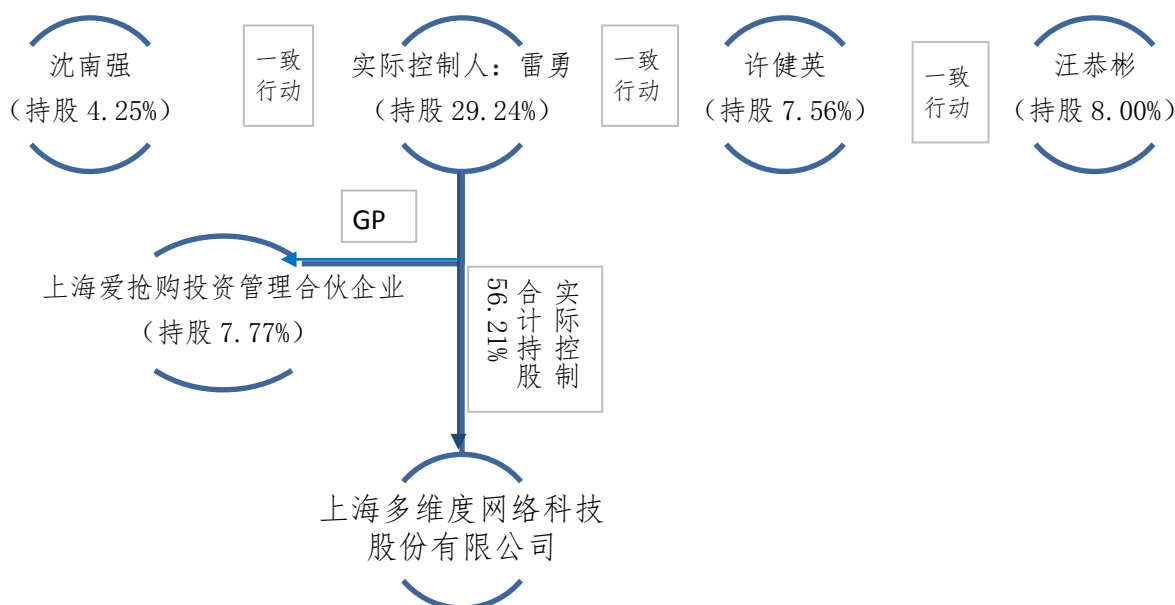 沈南强
（持股 4.25%）
一致
行动
实际控制人：雷勇
（持股 29.24%）
一致
行动
许健英
（持股 7.56%）
一致
行动
汪恭彬
（持股 8.00%）
GP
上海爱抢购投资管理合伙企业
（持股 7.77%）
实际控制
合计持股
56.21%
上海多维度网络科技
股份有限公司